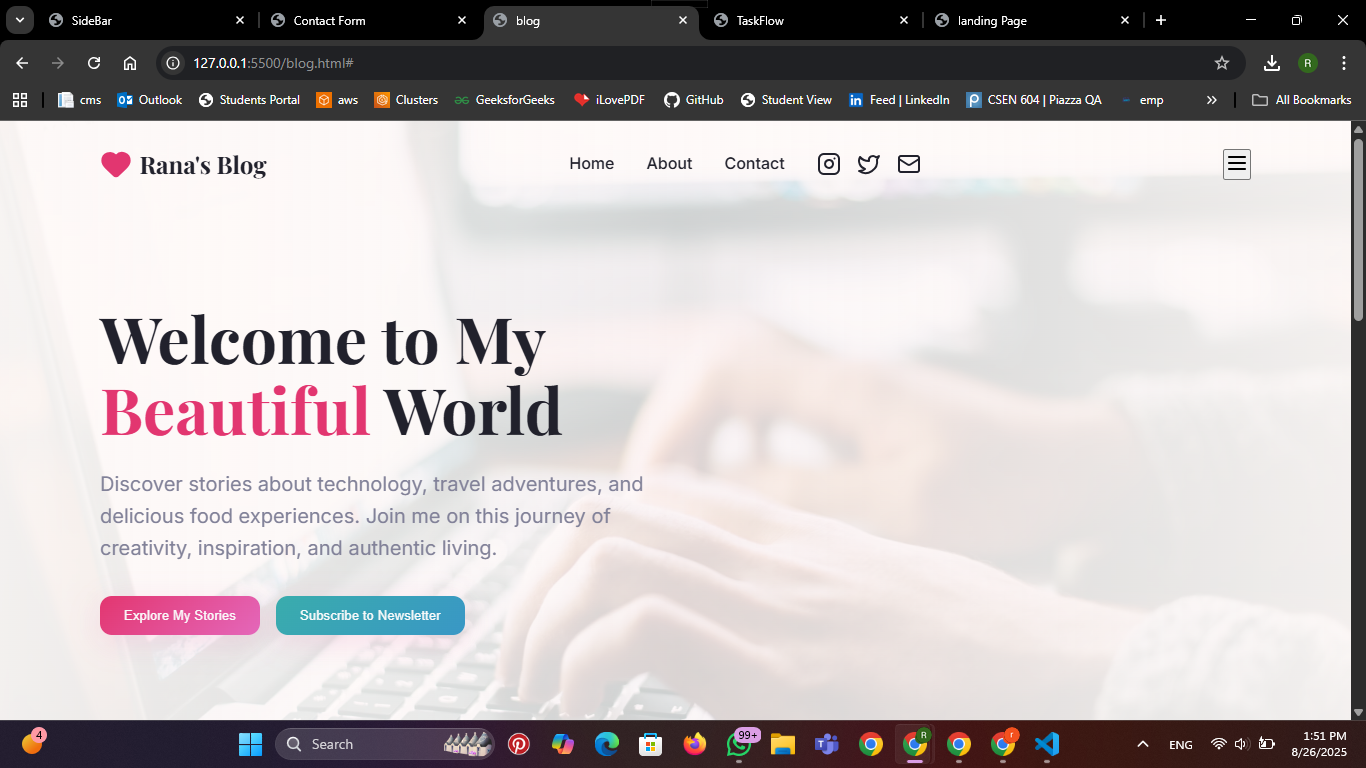 SideBar
Contact Form
blog
TaskFlow
landing Page
127.0.0.1:5500/blog.html#
R
cms
Outlook
Students Portal
aws
Clusters
GeeksforGeeks
iLovePDF
GitHub
Student View
Feed | LinkedIn
CSEN 604 | Piazza QA
emp
All Bookmarks
Rana's Blog
Home
About
Contact
Welcome to My
Beautiful World
Discover stories about technology, travel adventures, and
delicious food experiences. Join me on this journey of
creativity, inspiration, and authentic living.
Explore My Stories
Subscribe to Newsletter
4
Search
99+
R
r
ENG
1:51 PM
8/26/2025